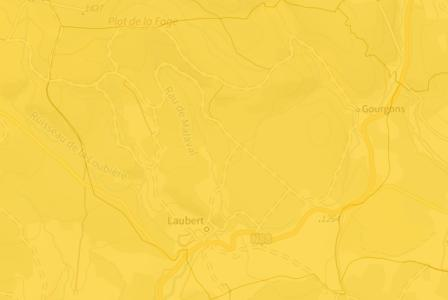 Plot de la Fage
Rau de Malaval
Gourgons
Ruisseau de la Loubière
Laubert
N88